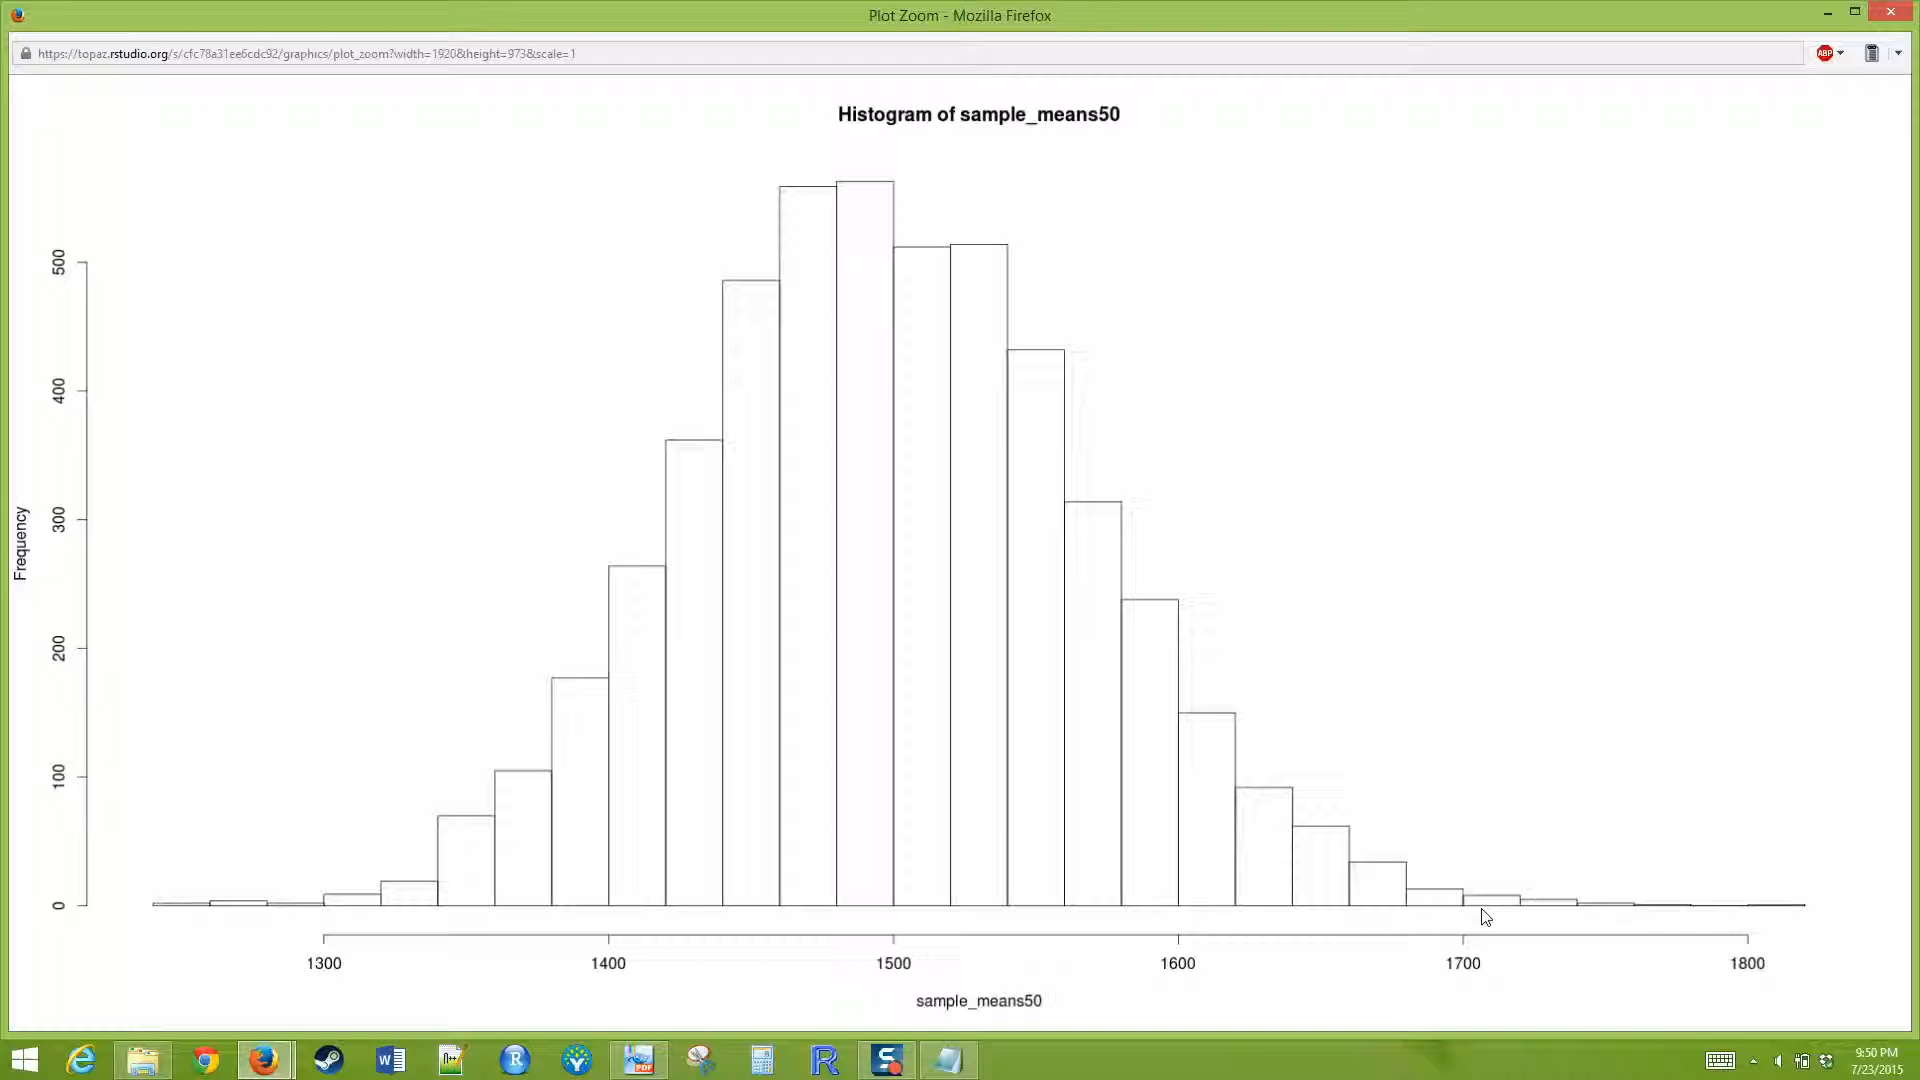 Plot Zoom - Mozilla Firefox
https://topaz.rstudio.org/s/cfc78a31ee6cdc92/graphics/plot_zoom?width=1920&height=973&scale=1
ABP
Histogram of sample_means50
Frequency
500
400
300
200
100
0
1300 1400 1500 1600 1700 1800
sample_means50
9:50 PM
7/23/2015